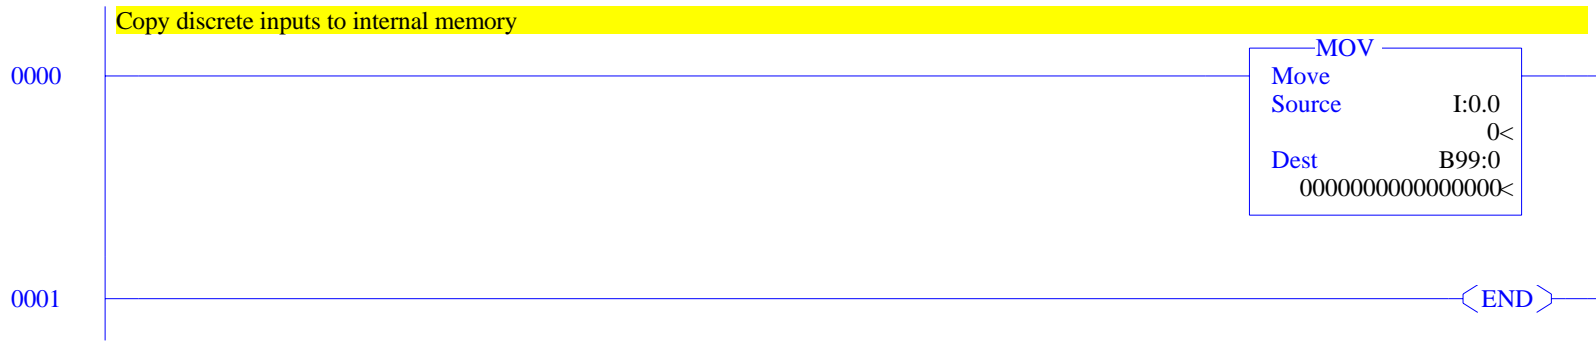 Copy discrete inputs to internal memory
MOV
0000
Move
Source I:0.0
0<
Dest B99:0
0000000000000000<
0001
END